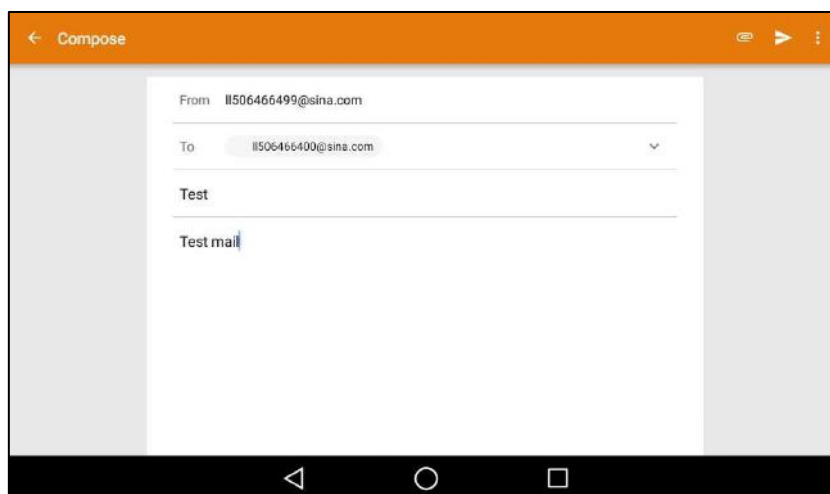 Compose
From ll506466499@sina.com
To ll506466400@sina.com
Test
Test mail